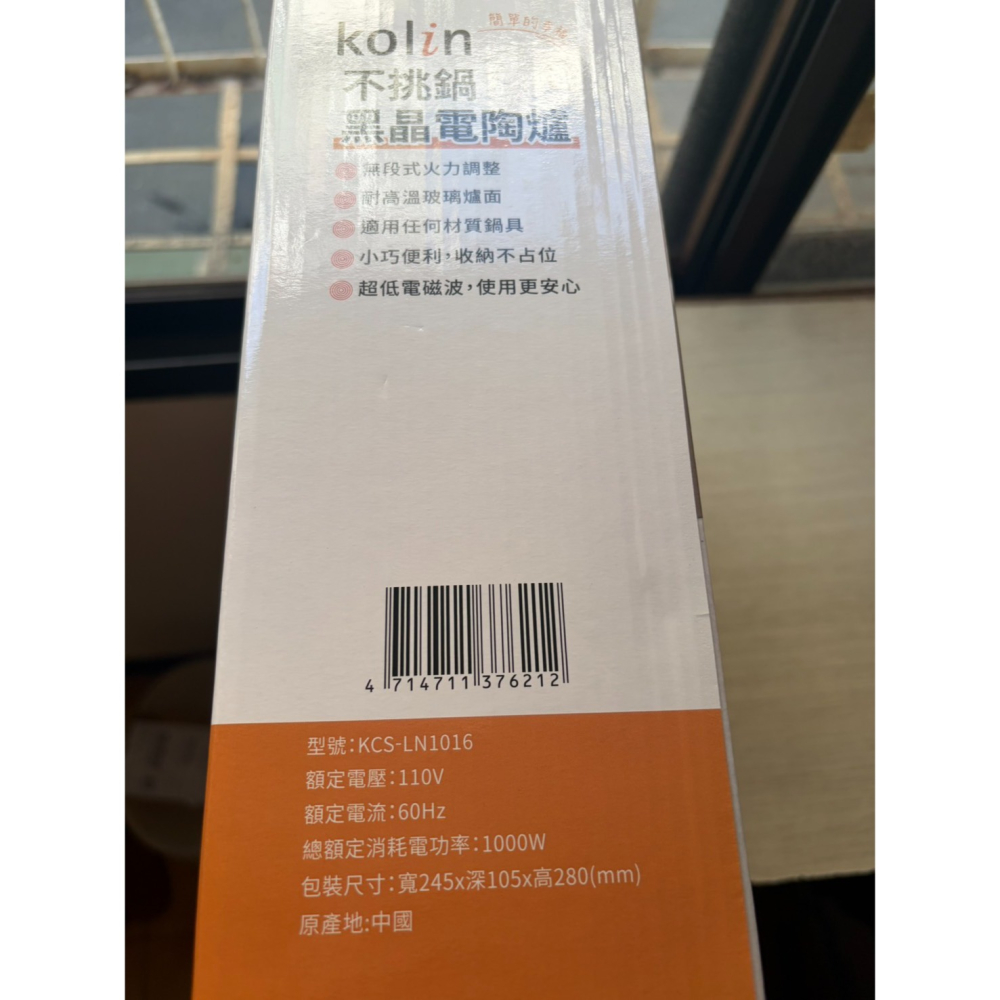 kolin
簡單的
不挑鍋
黑晶電陶爐
無段式火力調整
耐高溫玻璃爐面
適用任何材質鍋具
小巧便利,收納不占位
超低電磁波,使用更安心
4 714711 376212
型號:KCS-LN1016
額定電壓:110V
額定電流:60Hz
總額定消耗電功率:1000W
包裝尺寸:寬245x深105x高280(mm)
原產地:中國